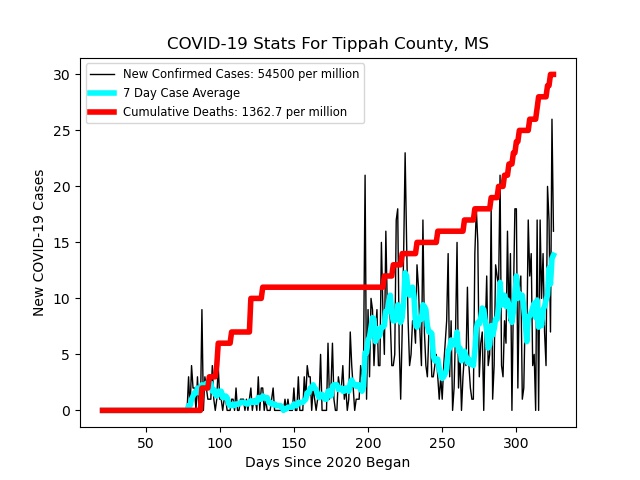 COVID-19 Stats For Tippah County, MS
New Confirmed Cases: 54500 per million
7 Day Case Average
Cumulative Deaths: 1362.7 per million
New COVID-19 Cases
30
25
20
15
10
5
0
50 100 150 200 250 300
Days Since 2020 Began